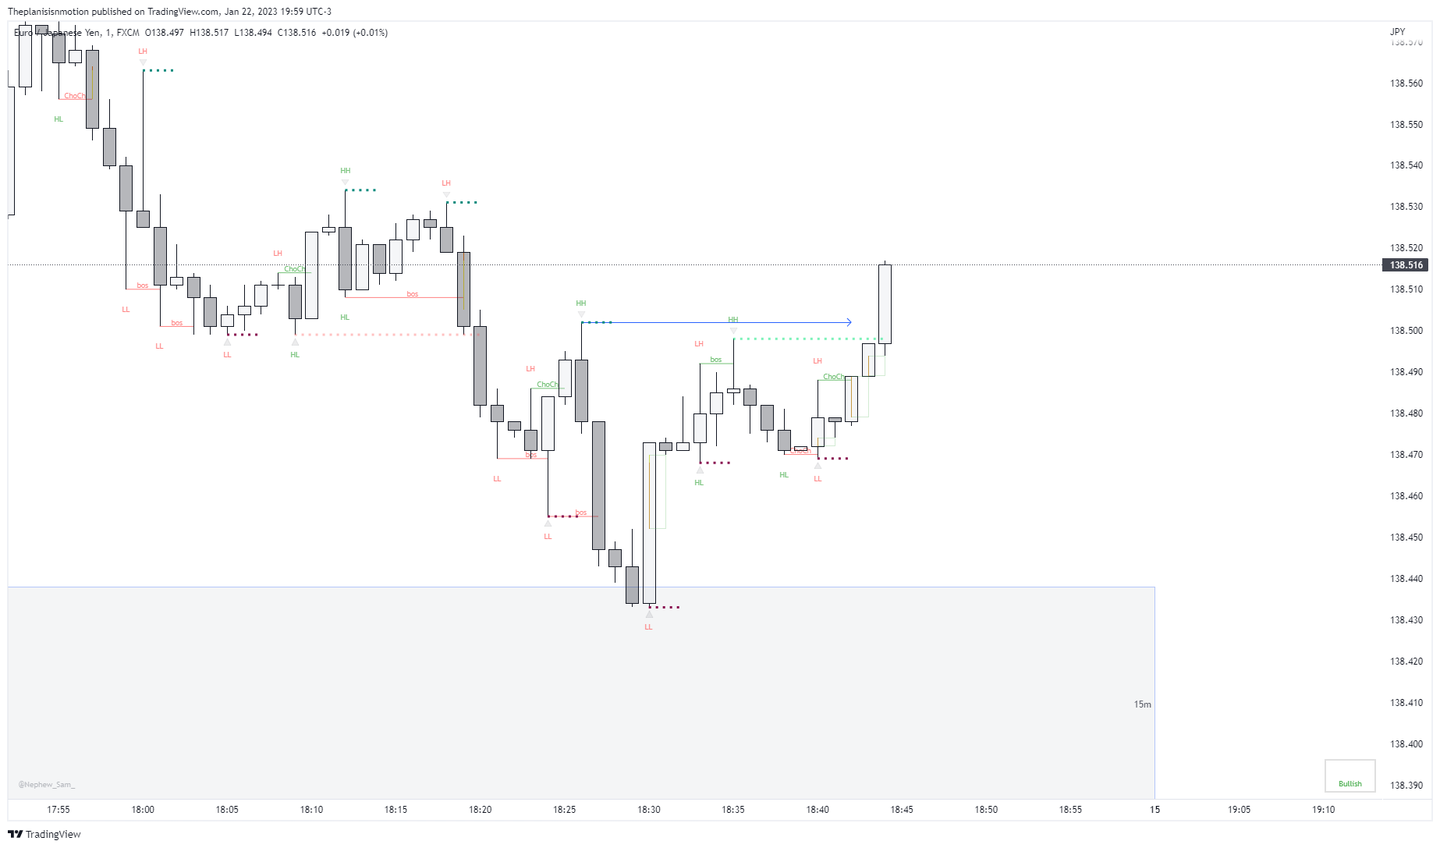 Theplanisisnmotion published on TradingView.com, Jan 22, 2023 19:59 UTC-3
Euro / Japanese Yen, 1, FXCM O138.497 H138.517 L138.494 C138.516 +0.019 (+0.01%)
JPY
138.570
138.560
138.550
138.540
138.530
138.520
138.516
138.510
138.500
138.490
138.480
138.470
138.460
138.450
138.440
138.430
138.420
138.410
138.400
138.390
LH
ChoCh
HL
HH
LH
LH
ChoCh
bos
bos
LL
HL
bos
LL
LL
HL
HH
HH
LH
bos
LH
LH
ChoCh
ChoCh
bos
ChoCh
LL
HL
HL
LL
bos
LL
LL
15m
@Nephew_Sam_
Bullish
17:55 18:00 18:05 18:10 18:15 18:20 18:25 18:30 18:35 18:40 18:45 18:50 18:55 15 19:05 19:10
TradingView